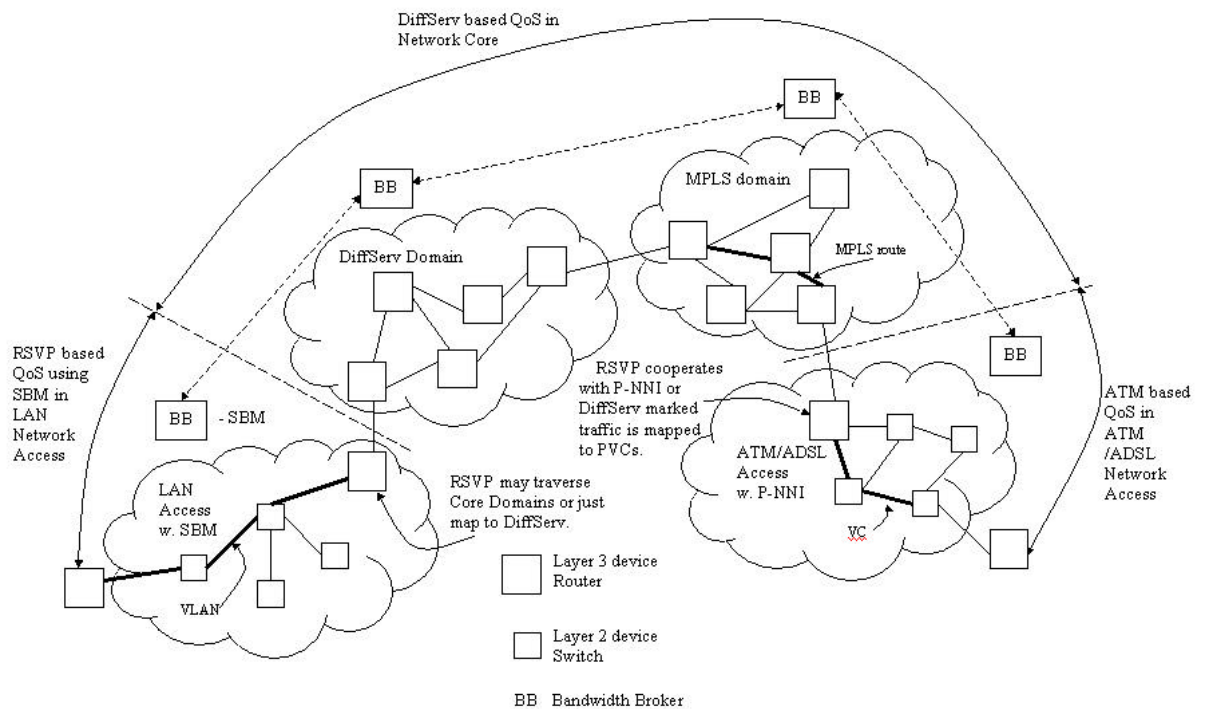 DiffServ based QoS in
Network Core
BB
BB
MPLS domain
MPLS route
DiffServ Domain
RSVP based
QoS using
SBM in
LAN
Network
Access
BB
- SBM
BB
RSVP cooperates
with P-NNI or
DiffServ marked
traffic is mapped
to PVCs.
ATM based
QoS in
ATM
/ADSL
Network
Access
ATM/ADSL
Access
w. P-NNI
VC
LAN
Access
w. SBM
VLAN
RSVP may traverse
Core Domains or just
map to DiffServ.
Layer 3 device
Router
Layer 2 device
Switch
BB Bandwidth Broker